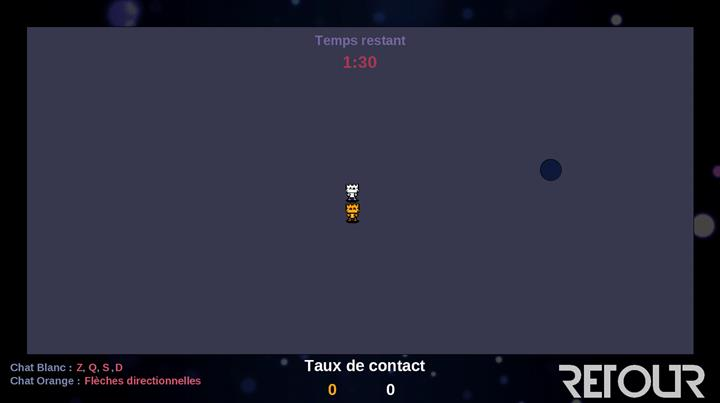 Temps restant
1:30
Chat Blanc : Z, Q, S ,D
Chat Orange : Flèches directionnelles
Taux de contact
0 0
RETOUR